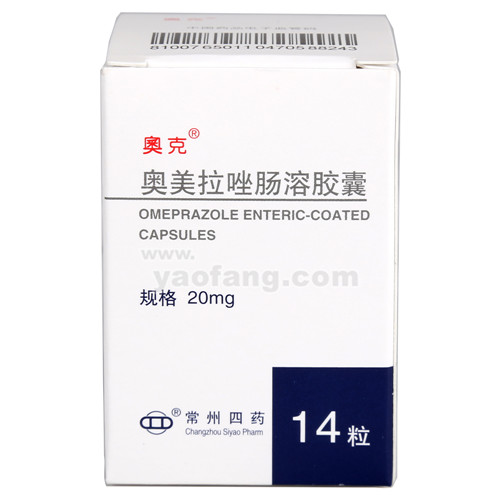 81007650110470588243
奥克®
奥美拉唑肠溶胶囊
OMEPRAZOLE ENTERIC-COATED
CAPSULES
www.
yaofang.com
规格 20mg
® 常州四药
Changzhou Siyao Pharm
14粒